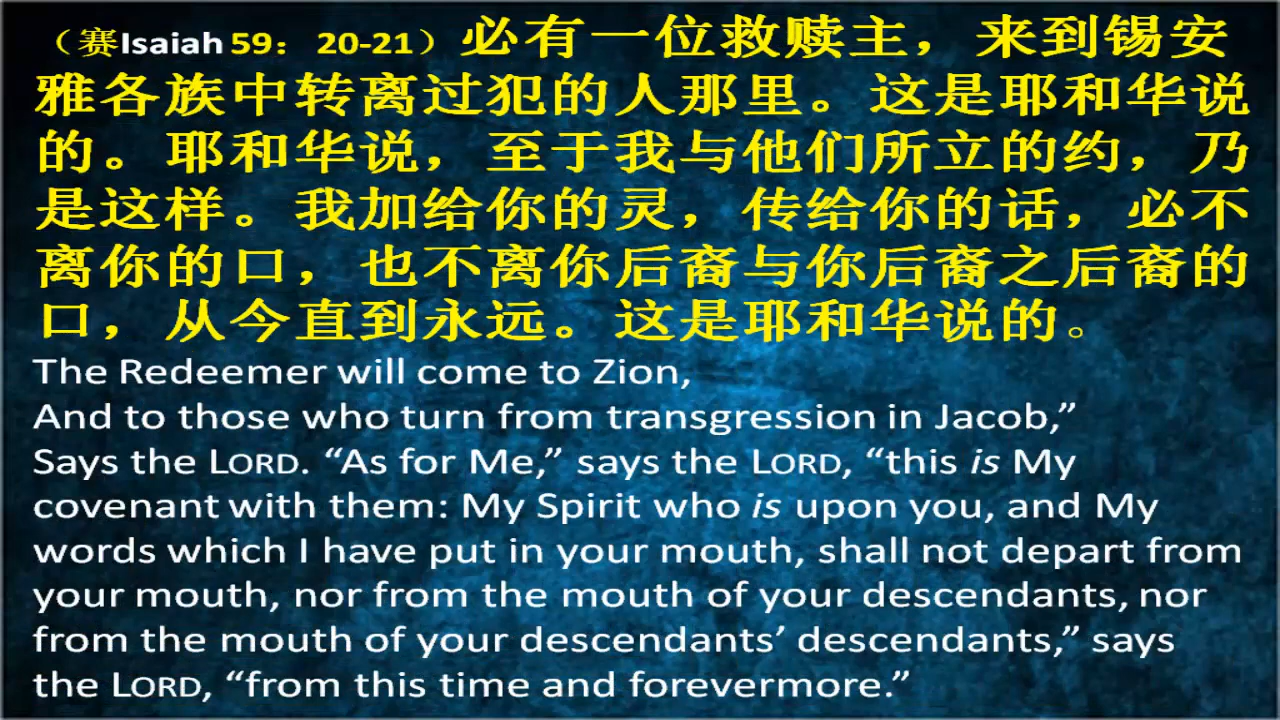 （赛Isaiah 59： 20-21）必有一位救赎主，来到锡安
雅各族中转离过犯的人那里。这是耶和华说
的。耶和华说，至于我与他们所立的约，乃
是这样。我加给你的灵，传给你的话，必不
离你的口，也不离你后裔与你后裔之后裔的
口，从今直到永远。这是耶和华说的。
The Redeemer will come to Zion,
And to those who turn from transgression in Jacob,”
Says the LORD. “As for Me,” says the LORD, “this is My
covenant with them: My Spirit who is upon you, and My
words which I have put in your mouth, shall not depart from
your mouth, nor from the mouth of your descendants, nor
from the mouth of your descendants’ descendants,” says
the LORD, “from this time and forevermore.”